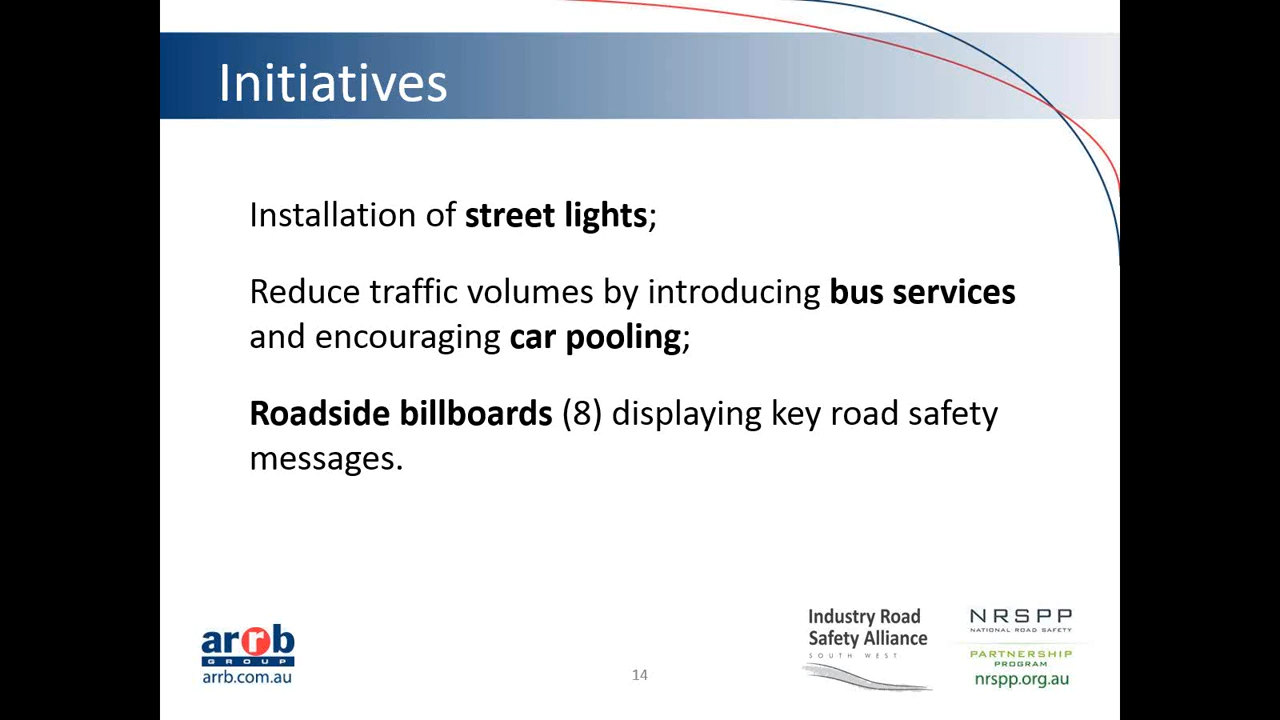 Initiatives
Installation of street lights;
Reduce traffic volumes by introducing bus services
and encouraging car pooling;
Roadside billboards (8) displaying key road safety
messages.
arrb
GROUP
arrb.com.au
14
Industry Road
Safety Alliance
SOUTH WEST
NRSPP
NATIONAL ROAD SAFETY
PARTNERSHIP
PROGRAM
nrspp.org.au